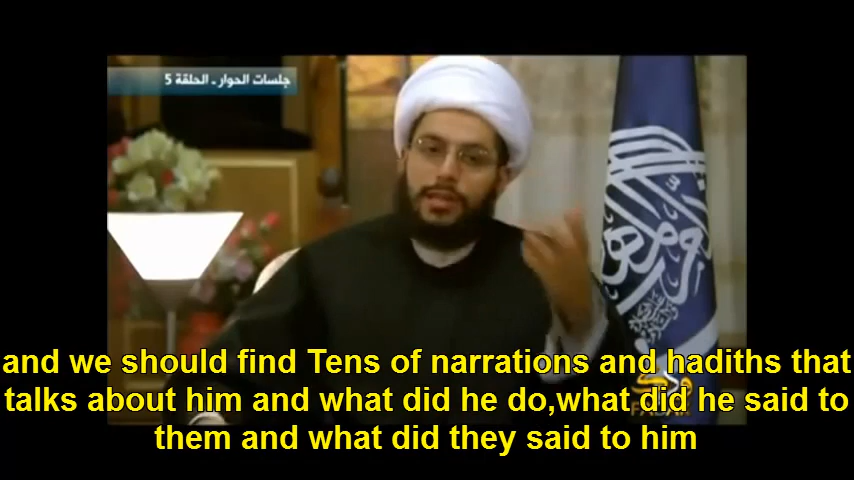 جلسات الحوار - الحلقة 5
and we should find Tens of narrations and hadiths that
talks about him and what did he do,what did he said to
them and what did they said to him